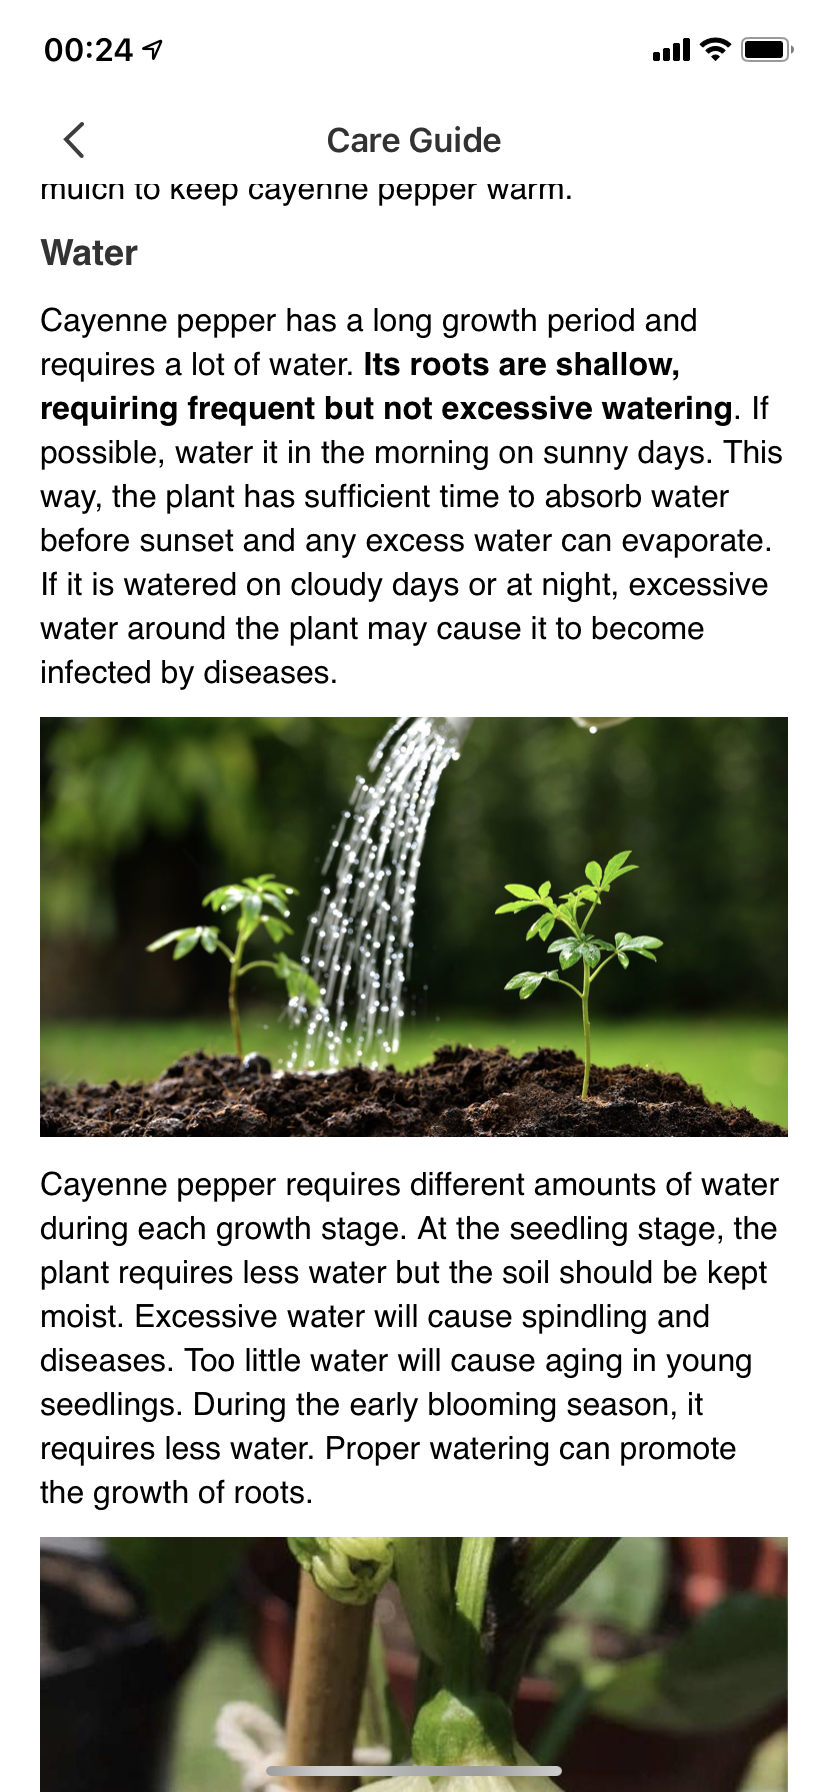 00:24
Care Guide
mulch to keep cayenne pepper warm.
Water
Cayenne pepper has a long growth period and
requires a lot of water. Its roots are shallow,
requiring frequent but not excessive watering. If
possible, water it in the morning on sunny days. This
way, the plant has sufficient time to absorb water
before sunset and any excess water can evaporate.
If it is watered on cloudy days or at night, excessive
water around the plant may cause it to become
infected by diseases.
Cayenne pepper requires different amounts of water
during each growth stage. At the seedling stage, the
plant requires less water but the soil should be kept
moist. Excessive water will cause spindling and
diseases. Too little water will cause aging in young
seedlings. During the early blooming season, it
requires less water. Proper watering can promote
the growth of roots.